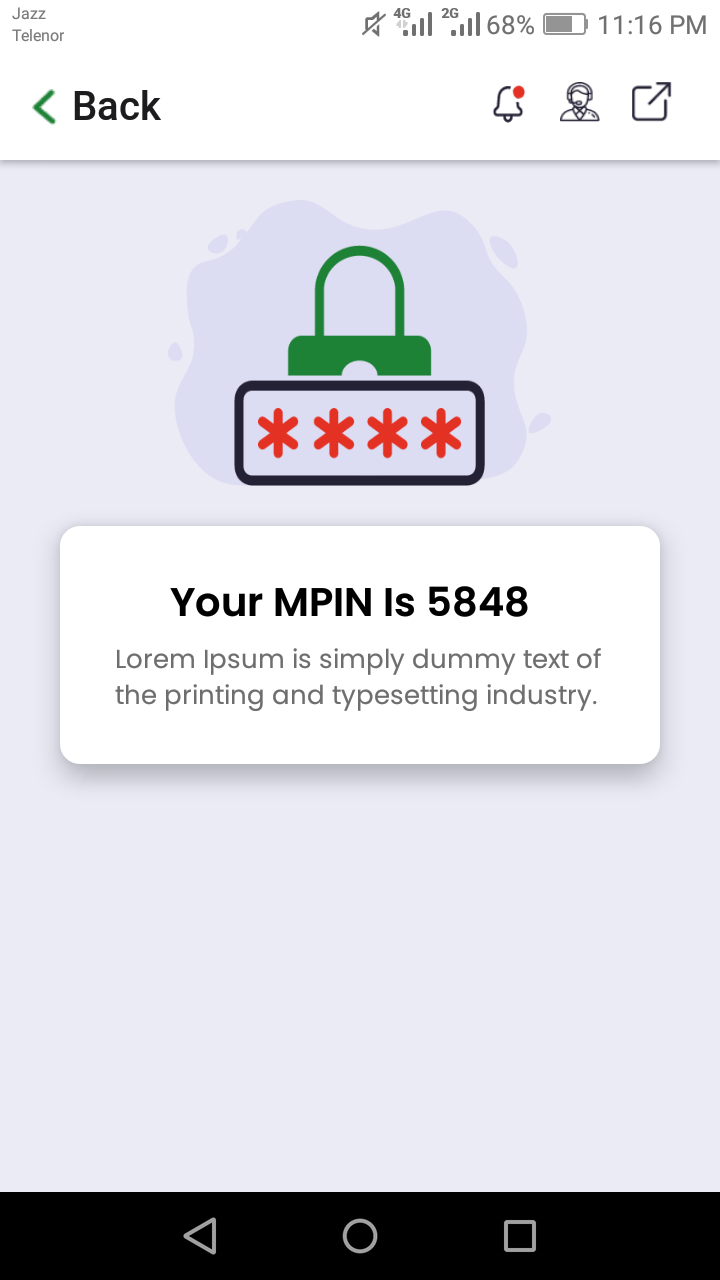 Jazz
Telenor
4G
2G
68%
11:16 PM
Back
****
Your MPIN Is 5848
Lorem Ipsum is simply dummy text of
the printing and typesetting industry.